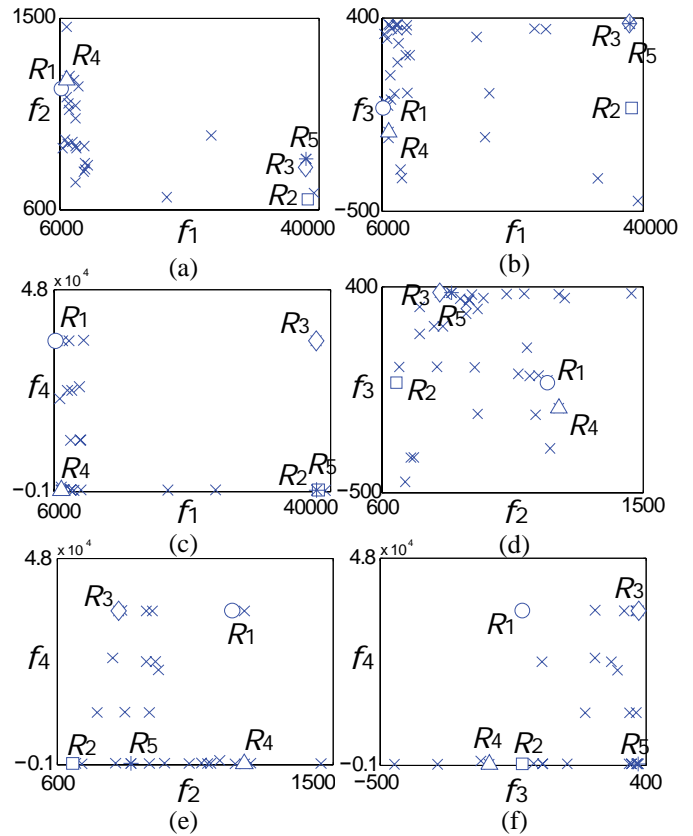 1500
R1
R4
f2
R5
R3
R2
600
6000
f1
40000
(a)
400
R3
R5
f3
R1
R2
R4
−500
6000
f1
40000
(b)
4.8 x 10^4
R1
R3
f4
R4
R2
R5
−0.1
6000
f1
40000
(c)
400
R3
R5
f3
R2
R1
R4
−500
600
f2
1500
(d)
4.8 x 10^4
R3
R1
f4
R2
R5
R4
−0.1
600
f2
1500
(e)
4.8 x 10^4
R3
R1
f4
R4
R2
R5
−0.1
−500
f3
400
(f)